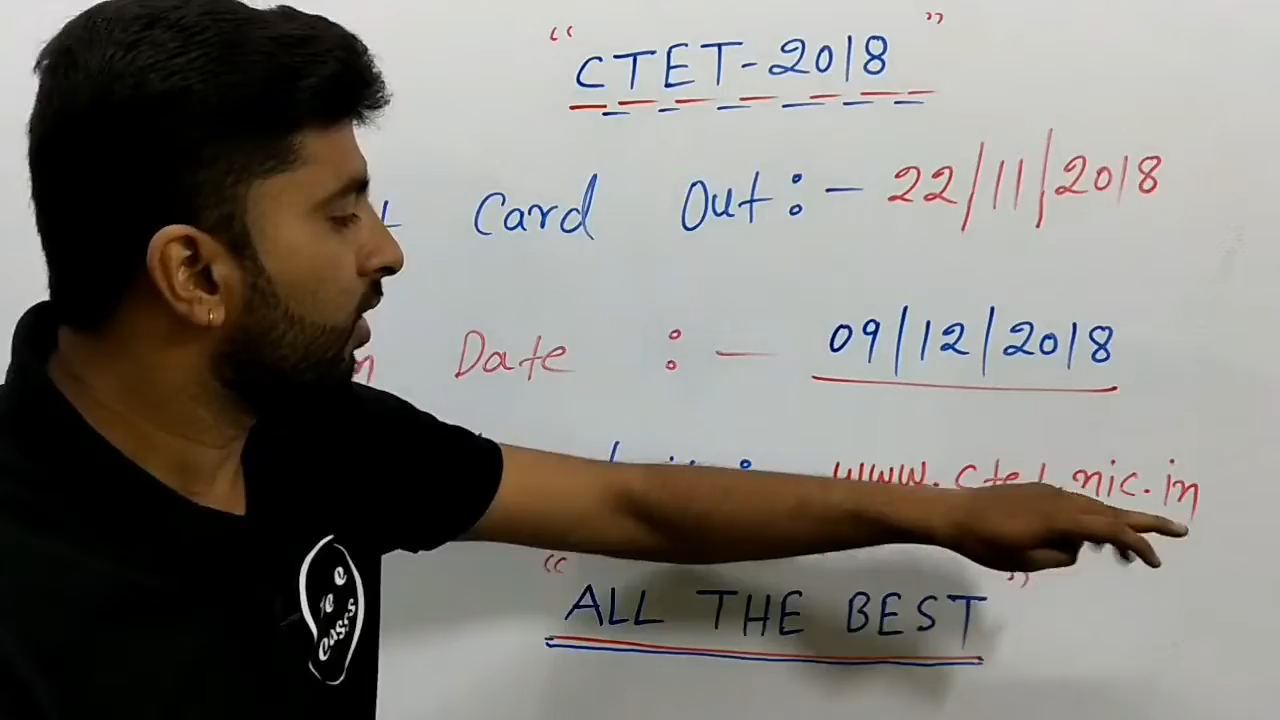 “CTET-2018”
Card Out :- 22/11/2018
Date :- 09/12/2018
: www.ctet.nic.in
“ALL THE BEST”